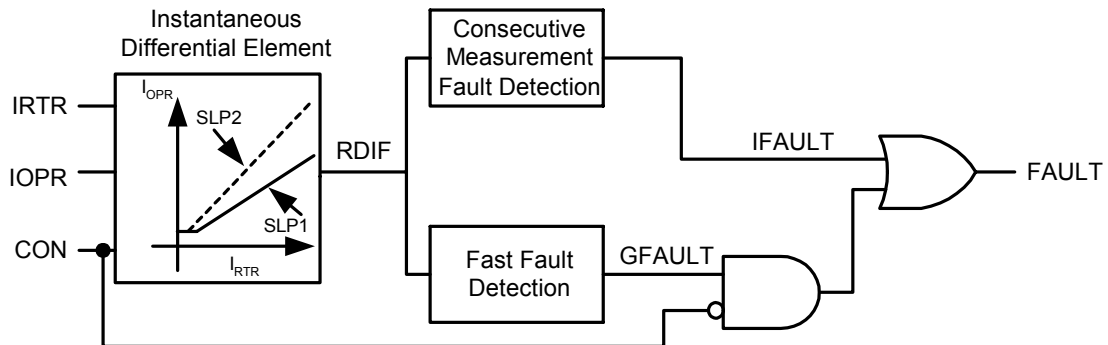 Instantaneous
Differential Element
IRTR
IOPR
CON
IOPR
SLP2
SLP1
IRTR
RDIF
Consecutive
Measurement
Fault Detection
Fast Fault
Detection
IFAULT
GFAULT
FAULT